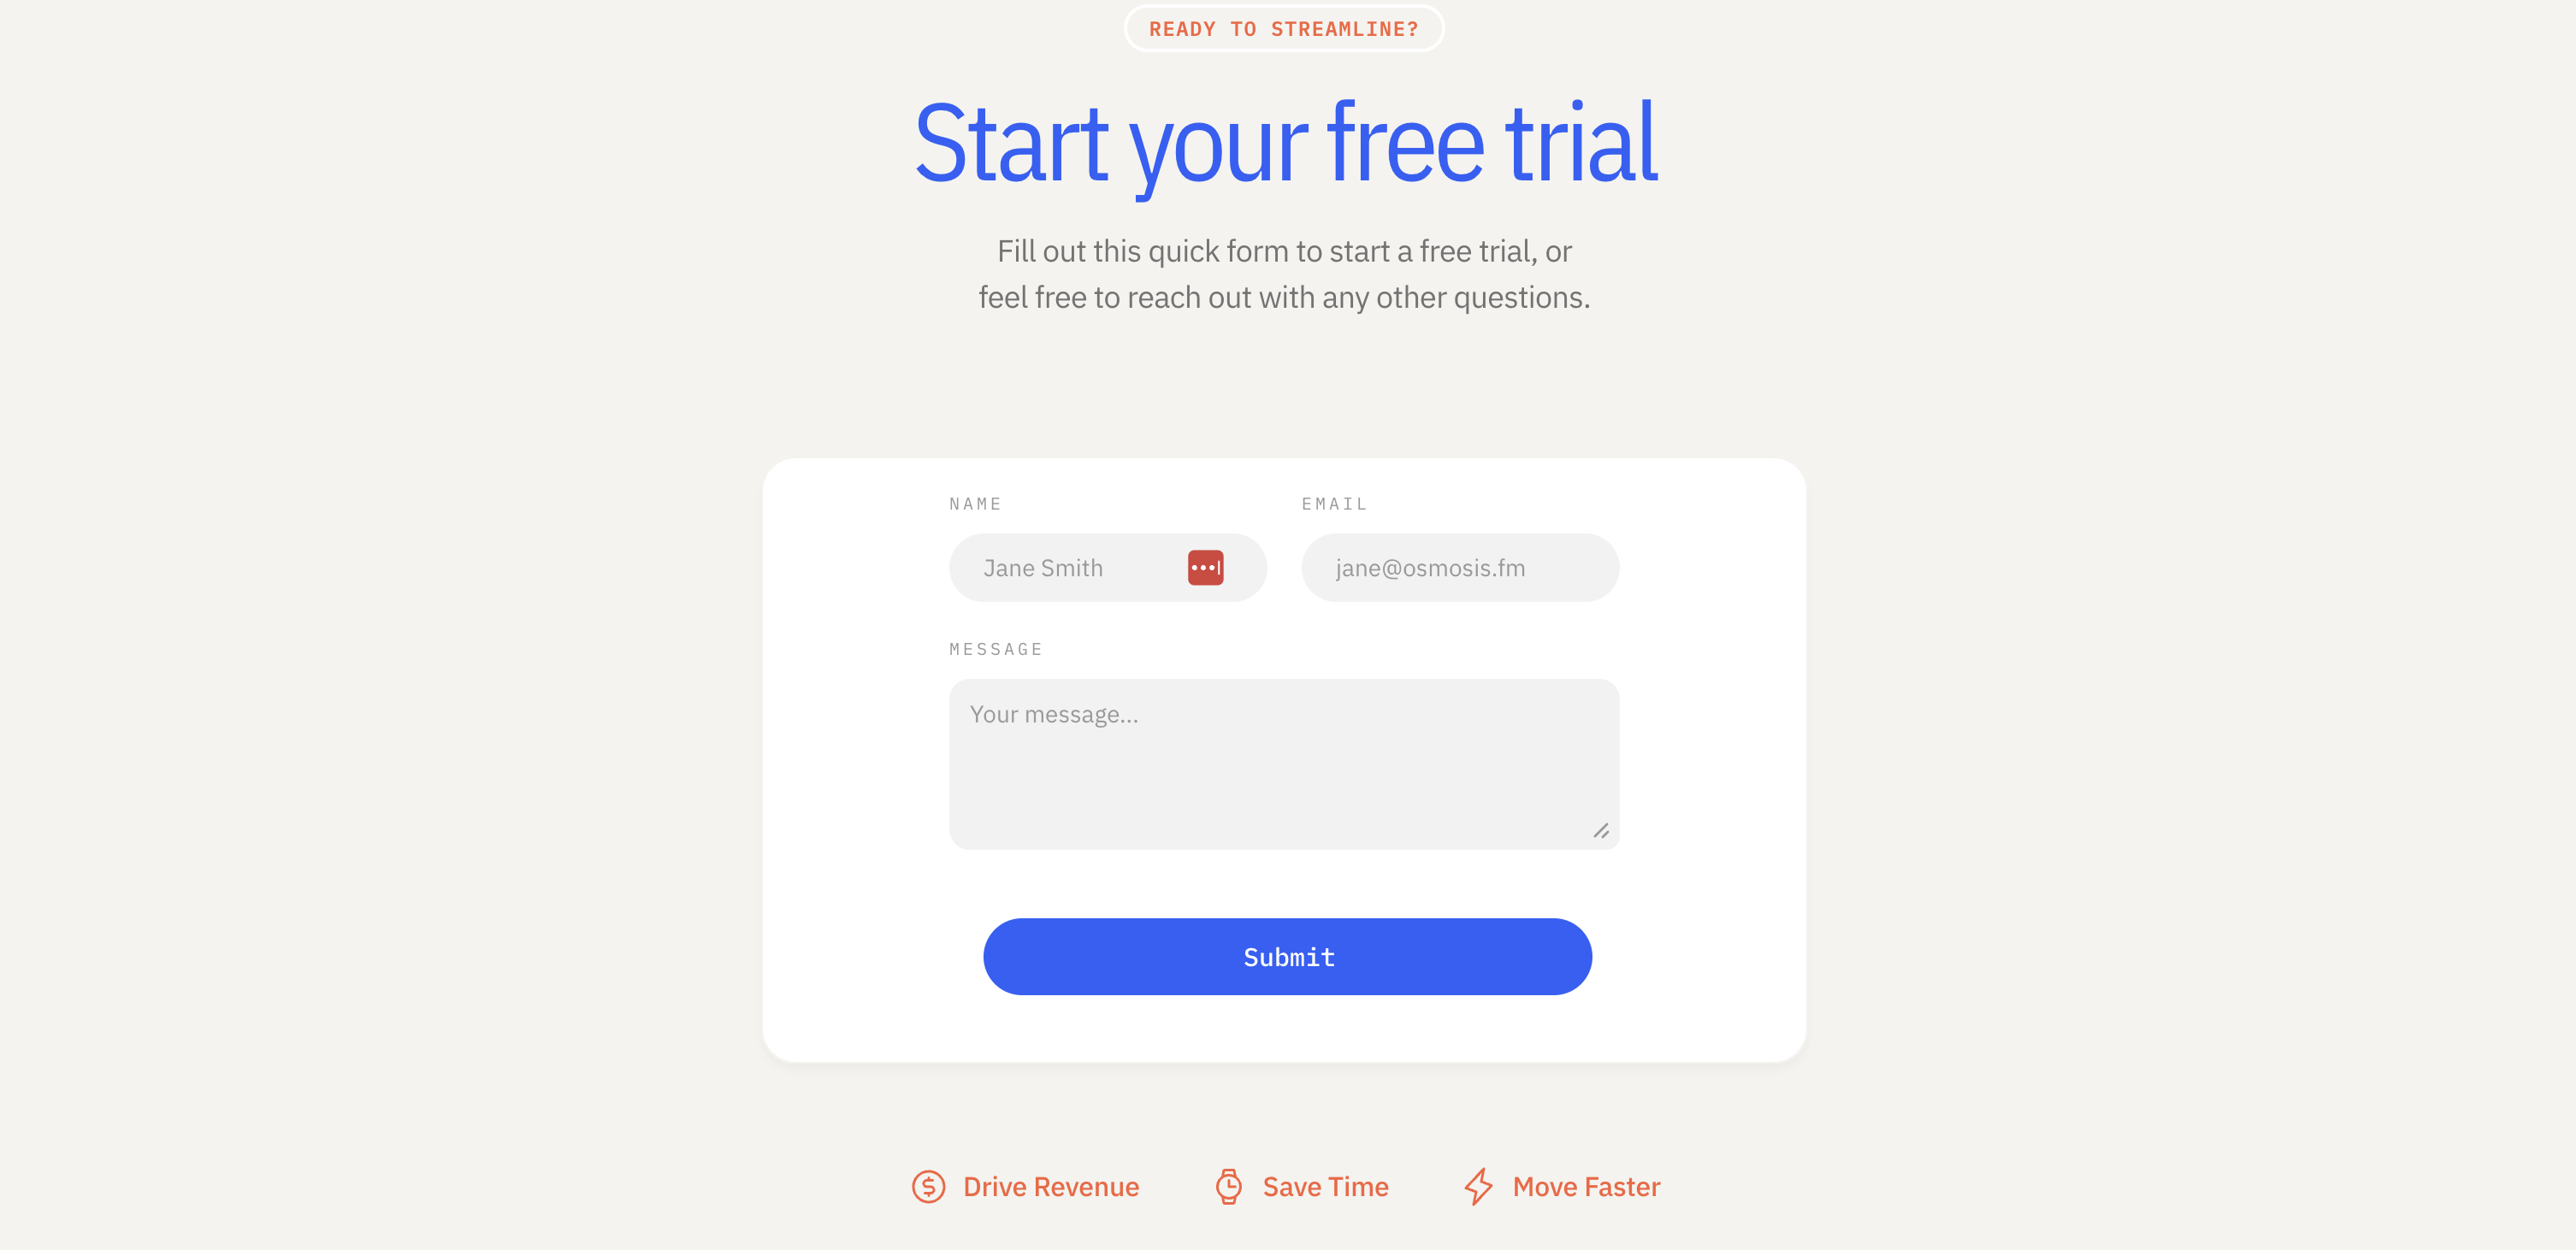 READY TO STREAMLINE?
Start your free trial
Fill out this quick form to start a free trial, or
feel free to reach out with any other questions.
NAME
EMAIL
Jane Smith
jane@osmosis.fm
MESSAGE
Your message...
Submit
Drive Revenue
Save Time
Move Faster